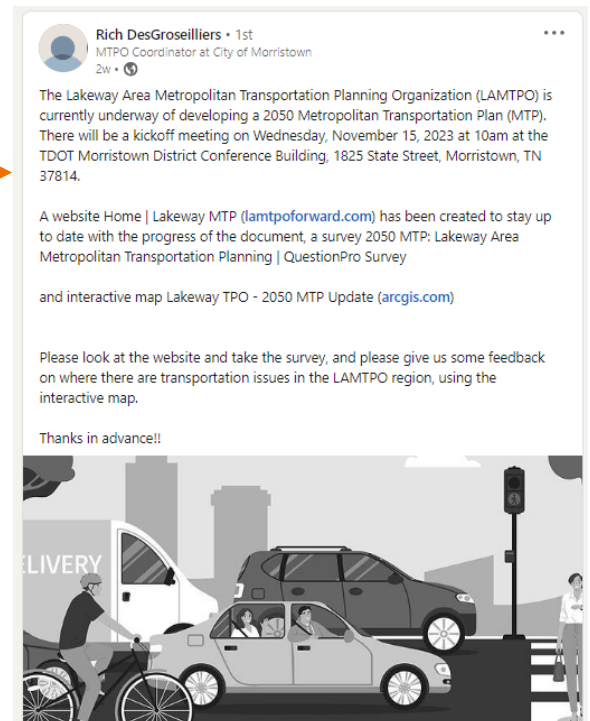 Rich DesGroseilliers • 1st
MTPO Coordinator at City of Morristown
2w •
The Lakeway Area Metropolitan Transportation Planning Organization (LAMTPO) is
currently underway of developing a 2050 Metropolitan Transportation Plan (MTP).
There will be a kickoff meeting on Wednesday, November 15, 2023 at 10am at the
TDOT Morristown District Conference Building, 1825 State Street, Morristown, TN
37814.
A website Home | Lakeway MTP (lamtpoforward.com) has been created to stay up
to date with the progress of the document, a survey 2050 MTP: Lakeway Area
Metropolitan Transportation Planning | QuestionPro Survey
and interactive map Lakeway TPO - 2050 MTP Update (arcgis.com)
Please look at the website and take the survey, and please give us some feedback
on where there are transportation issues in the LAMTPO region, using the
interactive map.
Thanks in advance!!
ELIVERY